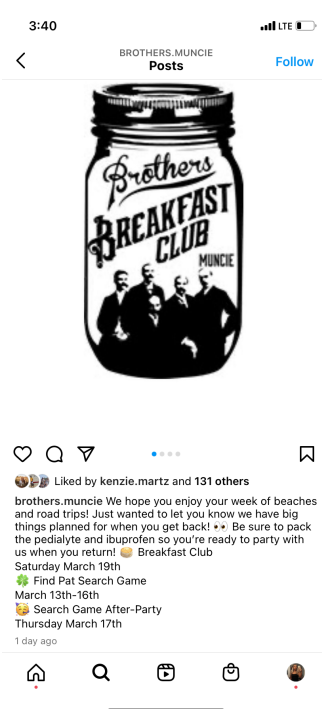 3:40
LTE
BROTHERS.MUNCIE
Posts
Follow
Brothers
BREAKFAST
CLUB
MUNCIE
Liked by kenzie.martz and 131 others
brothers.muncie We hope you enjoy your week of beaches
and road trips! Just wanted to let you know we have big
things planned for when you get back! 👀 Be sure to pack
the pedialyte and ibuprofen so you're ready to party with
us when you return! 🥞 Breakfast Club
Saturday March 19th
🍀 Find Pat Search Game
March 13th-16th
🥳 Search Game After-Party
Thursday March 17th
1 day ago